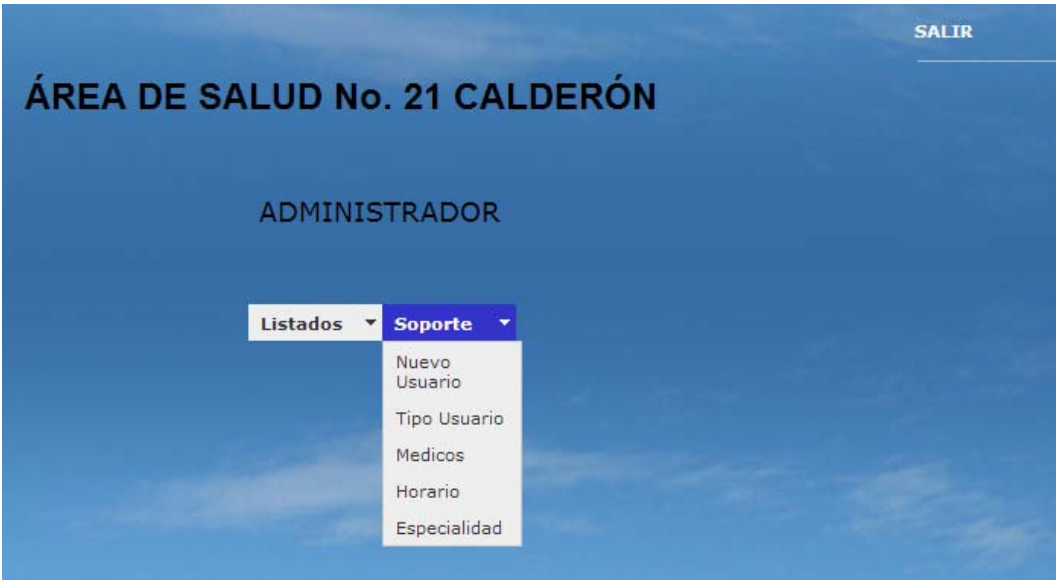 SALIR
ÁREA DE SALUD No. 21 CALDERÓN
ADMINISTRADOR
Listados Soporte
Nuevo
Usuario
Tipo Usuario
Medicos
Horario
Especialidad